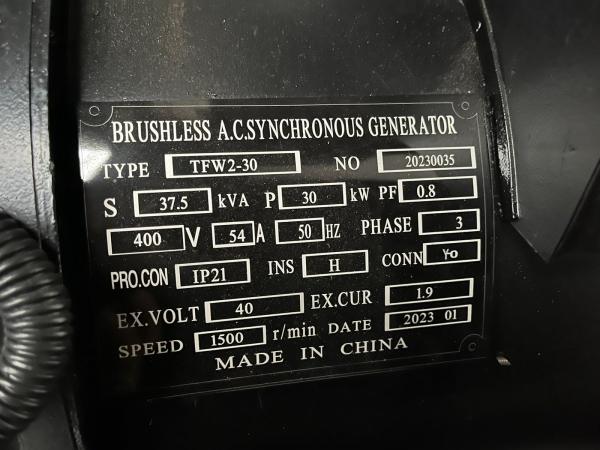 BRUSHLESS A.C.SYNCHRONOUS GENERATOR
TYPE TFW2-30 NO 20230035
S 37.5 kVA P 30 kW PF 0.8
400 V 54 A 50 HZ PHASE 3
PRO.CON IP21 INS H CONN Yo
EX.VOLT 40 EX.CUR 1.9
SPEED 1500 r/min DATE 2023 01
MADE IN CHINA